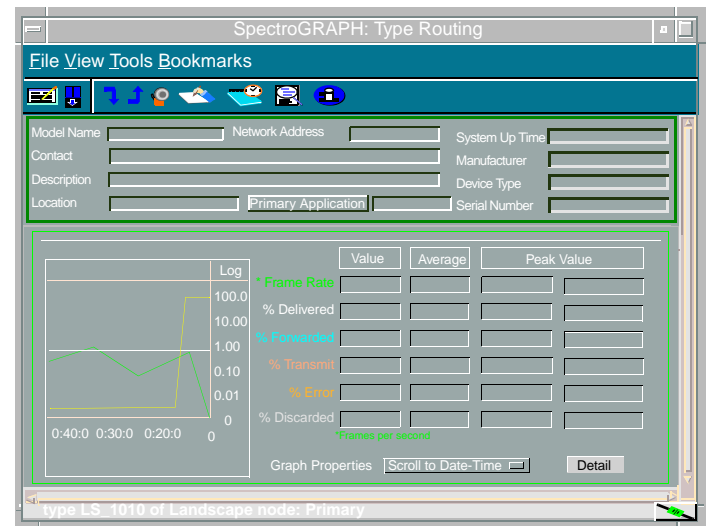 SpectroGRAPH: Type Routing
File View Tools Bookmarks
Model Name Network Address System Up Time
Contact Manufacturer
Description Device Type
Location Primary Application Serial Number
Value Average Peak Value
Log
* Frame Rate
100.0
% Delivered
10.00
% Forwarded
1.00
% Transmit
0.10
% Error
0.01
% Discarded
0
0:40:0 0:30:0 0:20:0 0
*Frames per second
Graph Properties Scroll to Date-Time Detail
type LS_1010 of Landscape node: Primary